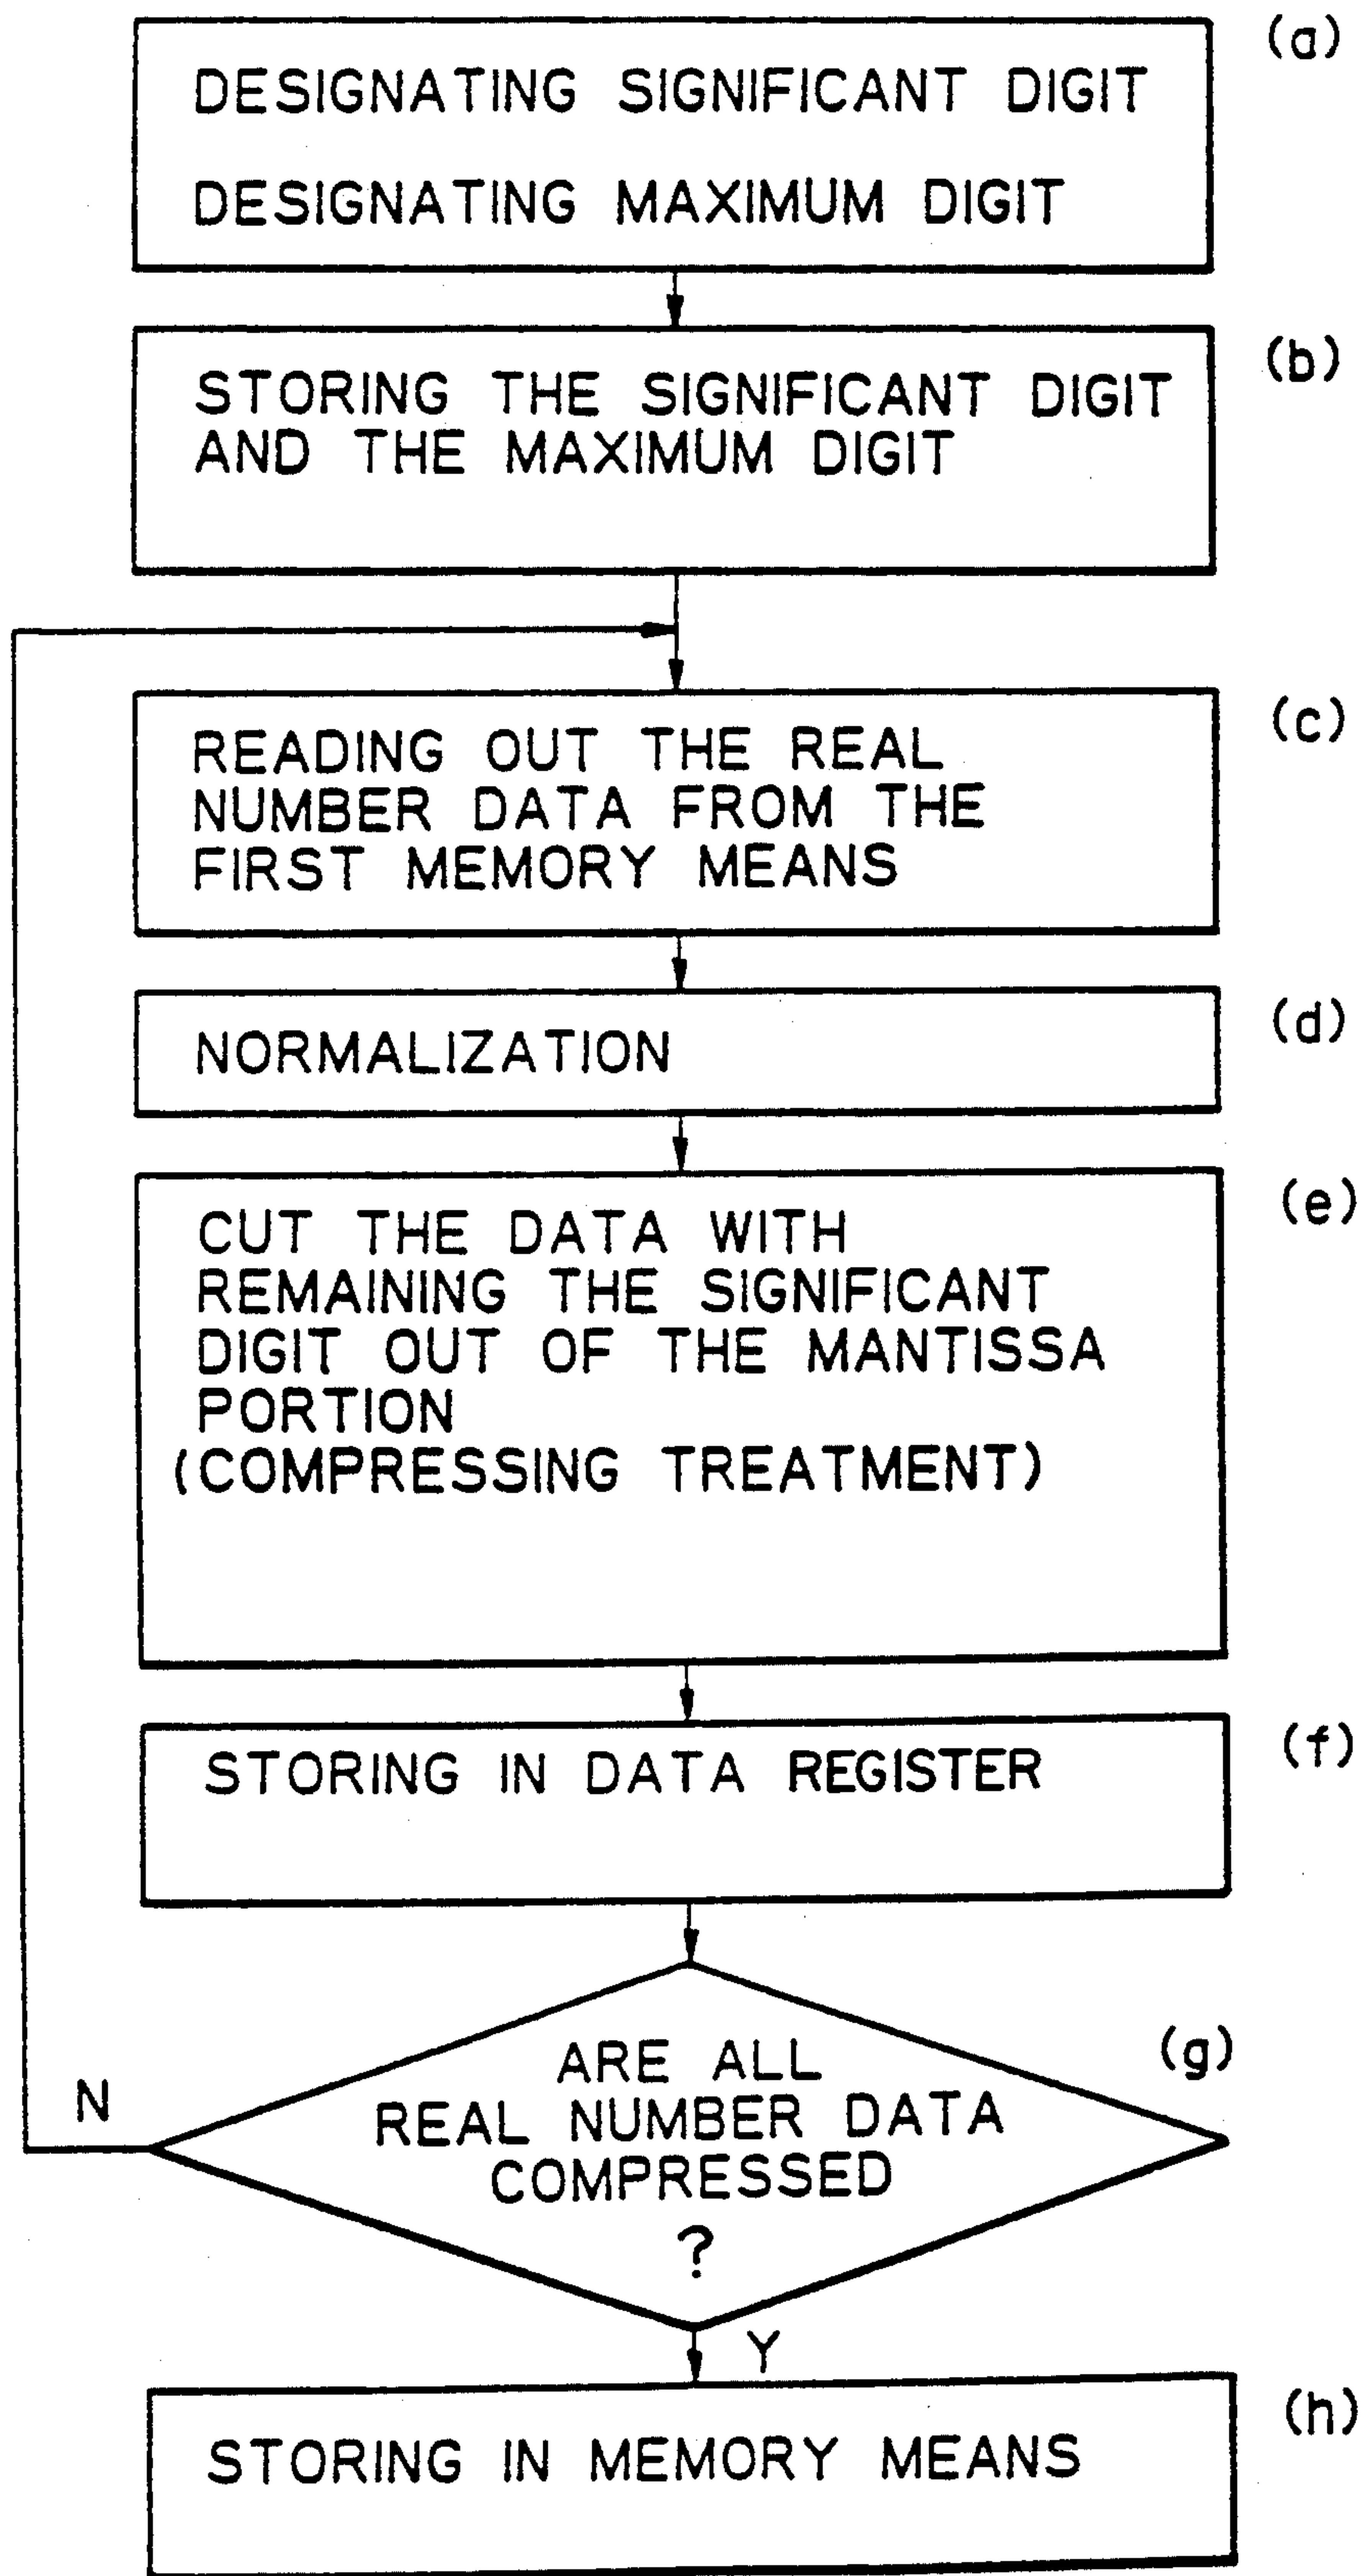 (a)
DESIGNATING SIGNIFICANT DIGIT
DESIGNATING MAXIMUM DIGIT
(b)
STORING THE SIGNIFICANT DIGIT
AND THE MAXIMUM DIGIT
(c)
READING OUT THE REAL
NUMBER DATA FROM THE
FIRST MEMORY MEANS
(d)
NORMALIZATION
(e)
CUT THE DATA WITH
REMAINING THE SIGNIFICANT
DIGIT OUT OF THE MANTISSA
PORTION
(COMPRESSING TREATMENT)
(f)
STORING IN DATA REGISTER
(g)
ARE ALL
REAL NUMBER DATA
COMPRESSED
?
N
Y
(h)
STORING IN MEMORY MEANS